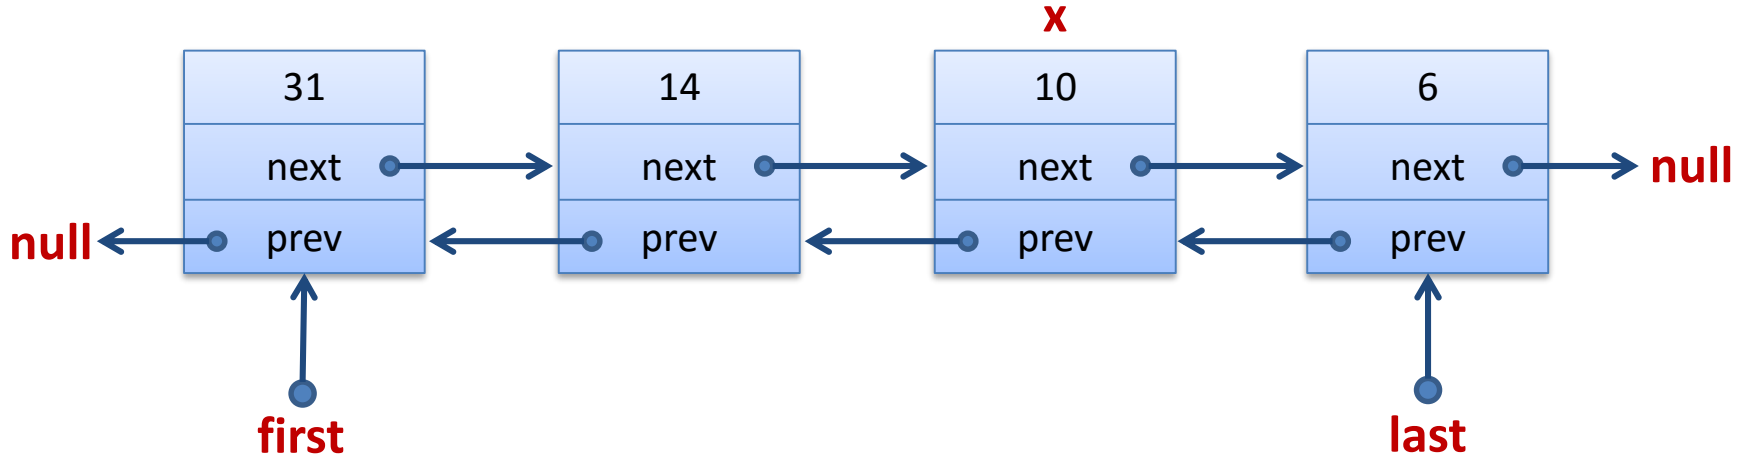 x
31 14 10 6
next next next next null
null prev prev prev prev
first last